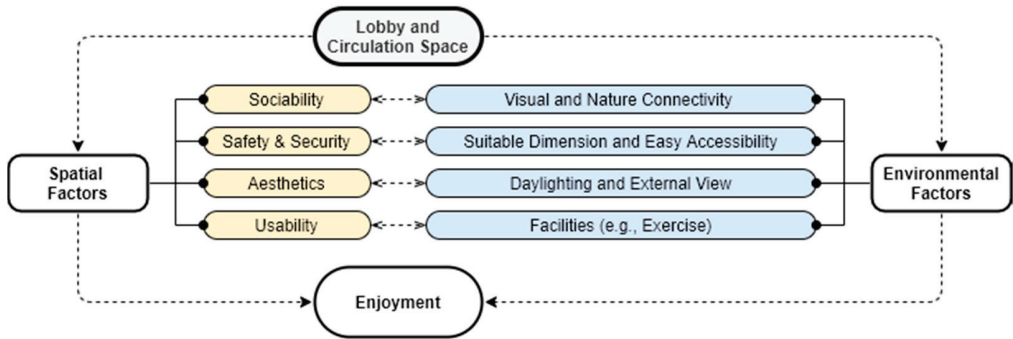 Lobby and
Circulation Space
Sociability
Visual and Nature Connectivity
Safety & Security
Suitable Dimension and Easy Accessibility
Spatial
Factors
Aesthetics
Daylighting and External View
Environmental
Factors
Usability
Facilities (e.g., Exercise)
Enjoyment